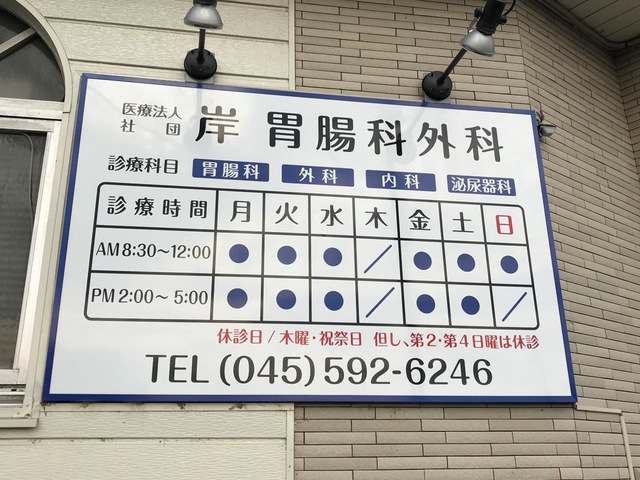 医療法人
社団
岸 胃腸科外科
診療科目 胃腸科 外科 内科 泌尿器科
診療時間 月 火 水 木 金 土 日
AM 8:30～12:00 ● ● ● ／ ● ● ●
PM 2:00～ 5:00 ● ● ● ／ ● ● ／
休診日/木曜・祝祭日 但し、第2・第4日曜は休診
TEL (045) 592-6246